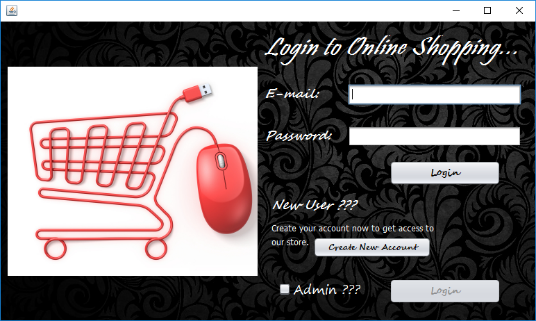 Login to Online Shopping...
E-mail:
Password:
Login
New User ???
Create your account now to get access to
our store. Create New Account
Admin ??? Login